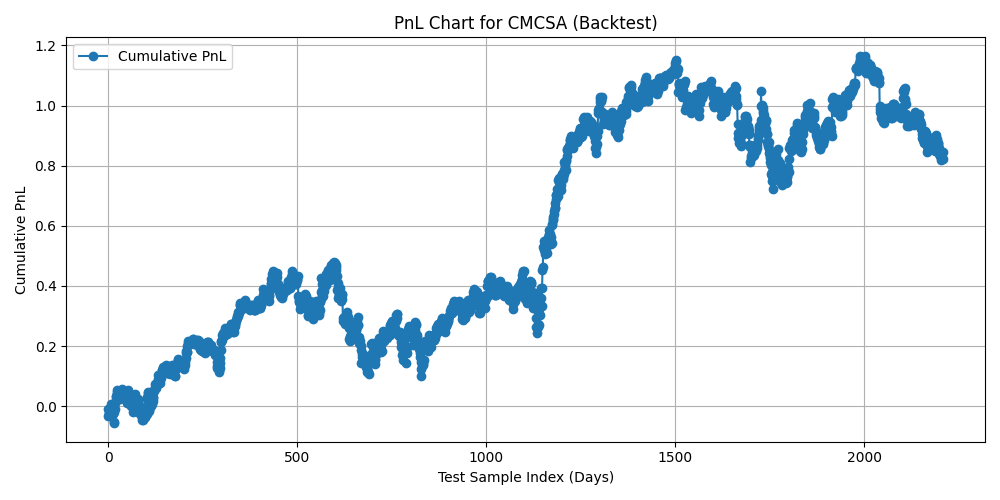 PnL Chart for CMCSA (Backtest)
Cumulative PnL
1.2
1.0
0.8
0.6
0.4
0.2
0.0
Cumulative PnL
0 500 1000 1500 2000
Test Sample Index (Days)